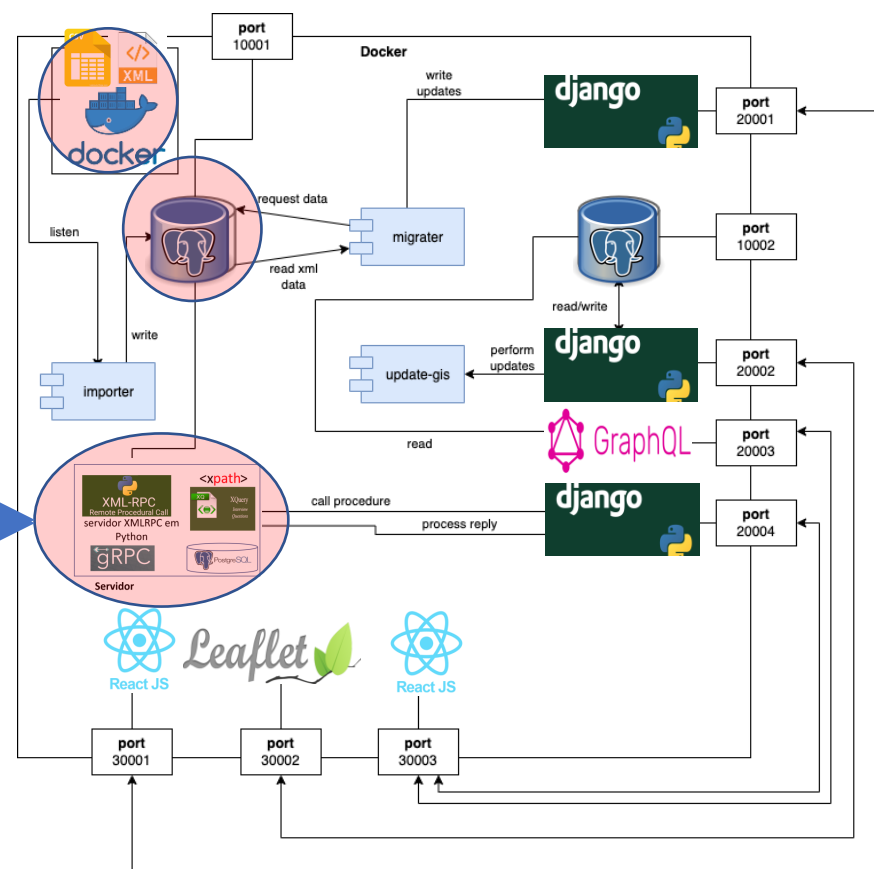 port
10001
Docker
XML
docker
write
updates
django
port
20001
request data
migrater
port
10002
listen
read xml
data
read/write
write
django
perform
updates
update-gis
port
20002
importer
GraphQL
port
20003
read
<xpath>
XML-RPC
Remote Procedural Call
servidor XMLRPC em
Python
XQ
XQuery
call procedure
django
process reply
port
20004
gRPC
PostgreSQL
Servidor
React JS
Leaflet
React JS
port
30001
port
30002
port
30003